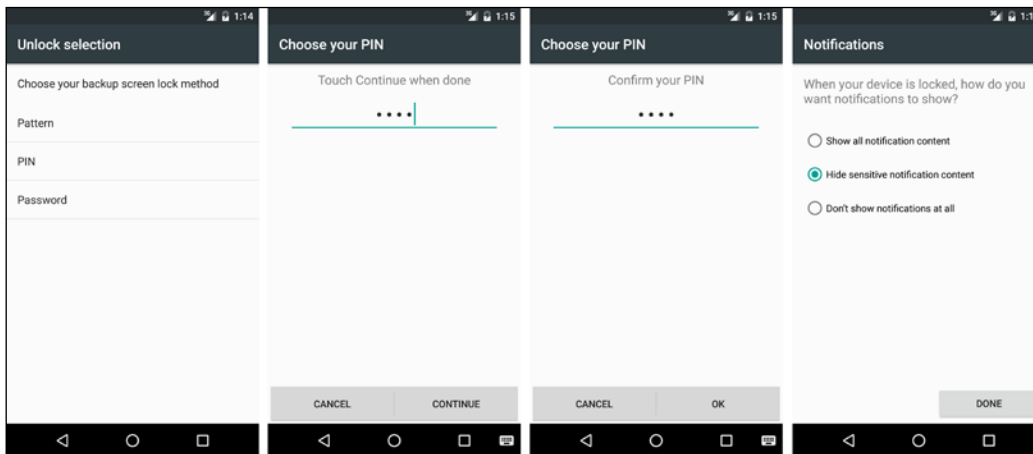 1:14
Unlock selection
Choose your backup screen lock method
Pattern
PIN
Password
1:15
Choose your PIN
Touch Continue when done
CANCEL
CONTINUE
1:15
Choose your PIN
Confirm your PIN
CANCEL
OK
Notifications
When your device is locked, how do you
want notifications to show?
Show all notification content
Hide sensitive notification content
Don't show notifications at all
DONE